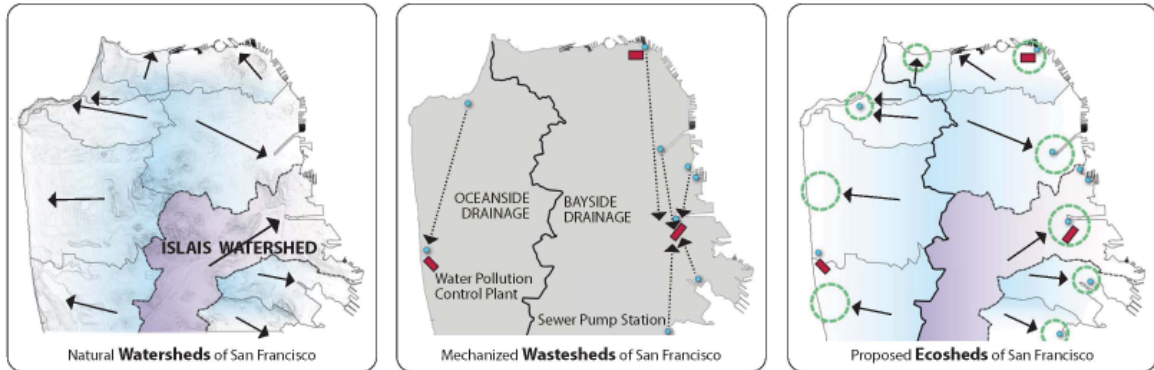 ISLAIS WATERSHED
Natural Watersheds of San Francisco
OCEANSIDE
DRAINAGE
BAYSIDE
DRAINAGE
Water Pollution
Control Plant
Sewer Pump Station
Mechanized Wastesheds of San Francisco
Proposed Ecosheds of San Francisco